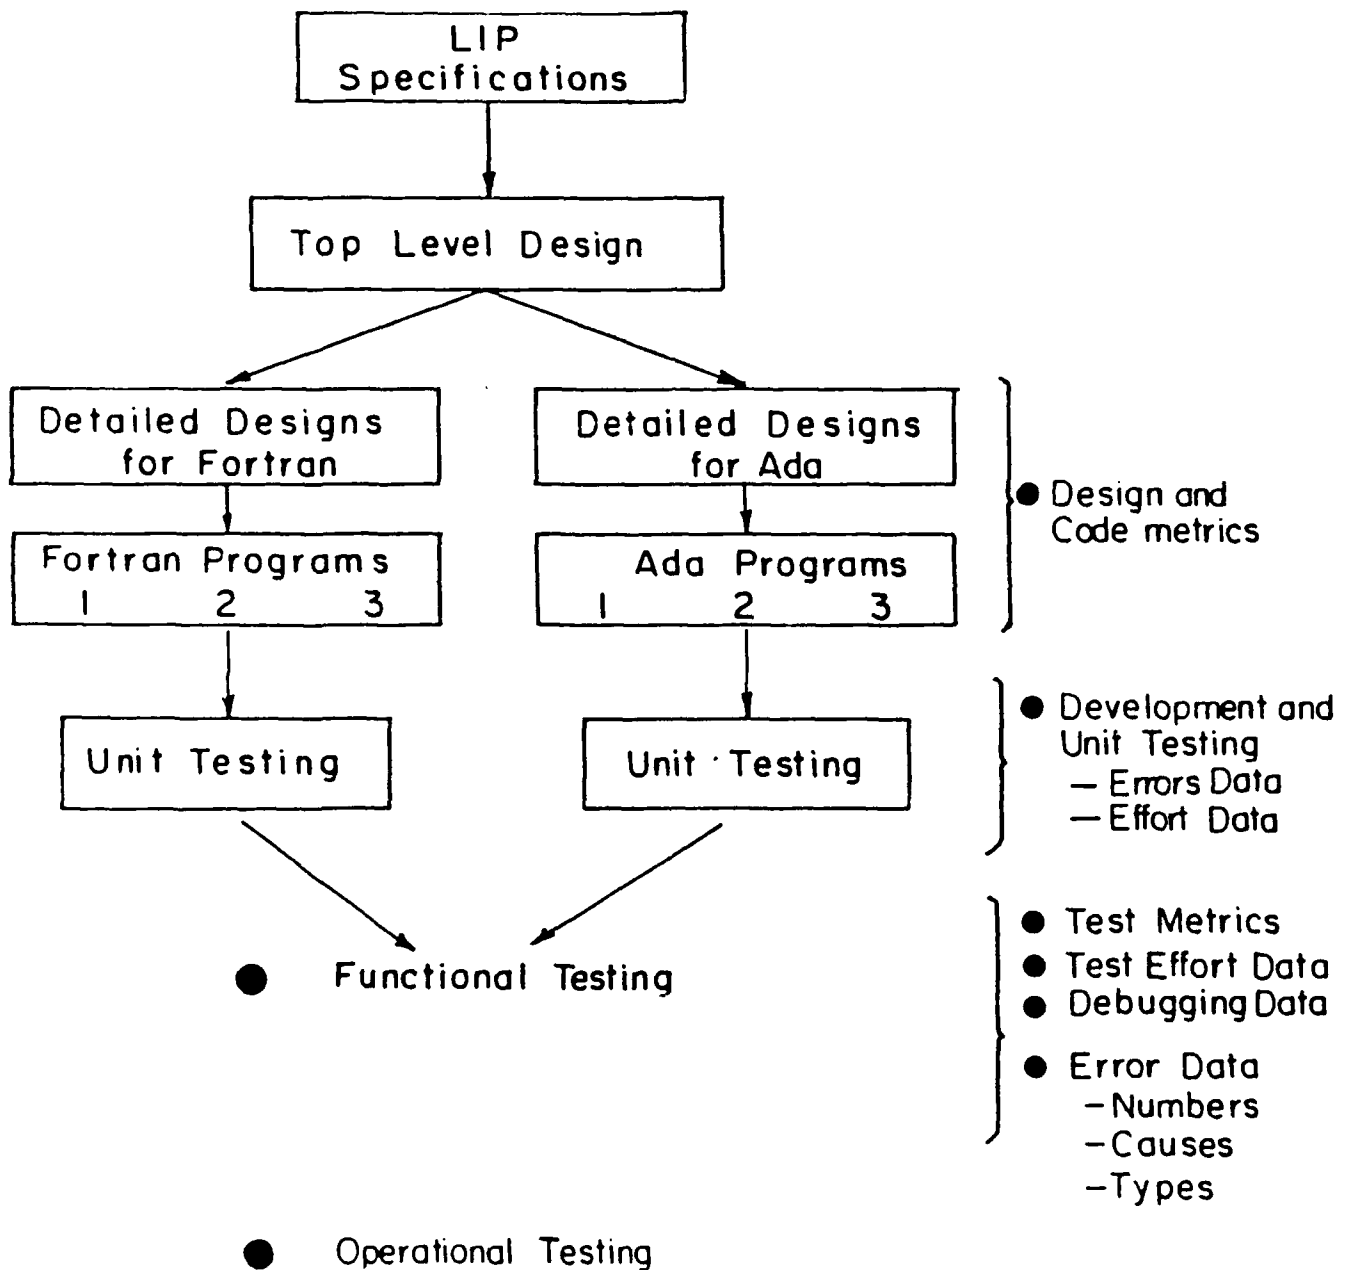 LIP
Specifications
Top Level Design
Detailed Designs
for Fortran
Detailed Designs
for Ada
Fortran Programs
1 2 3
Ada Programs
1 2 3
● Design and
Code metrics
Unit Testing
Unit Testing
● Development and
Unit Testing
— Errors Data
— Effort Data
● Functional Testing
● Test Metrics
● Test Effort Data
● Debugging Data
● Error Data
– Numbers
– Causes
– Types
● Operational Testing